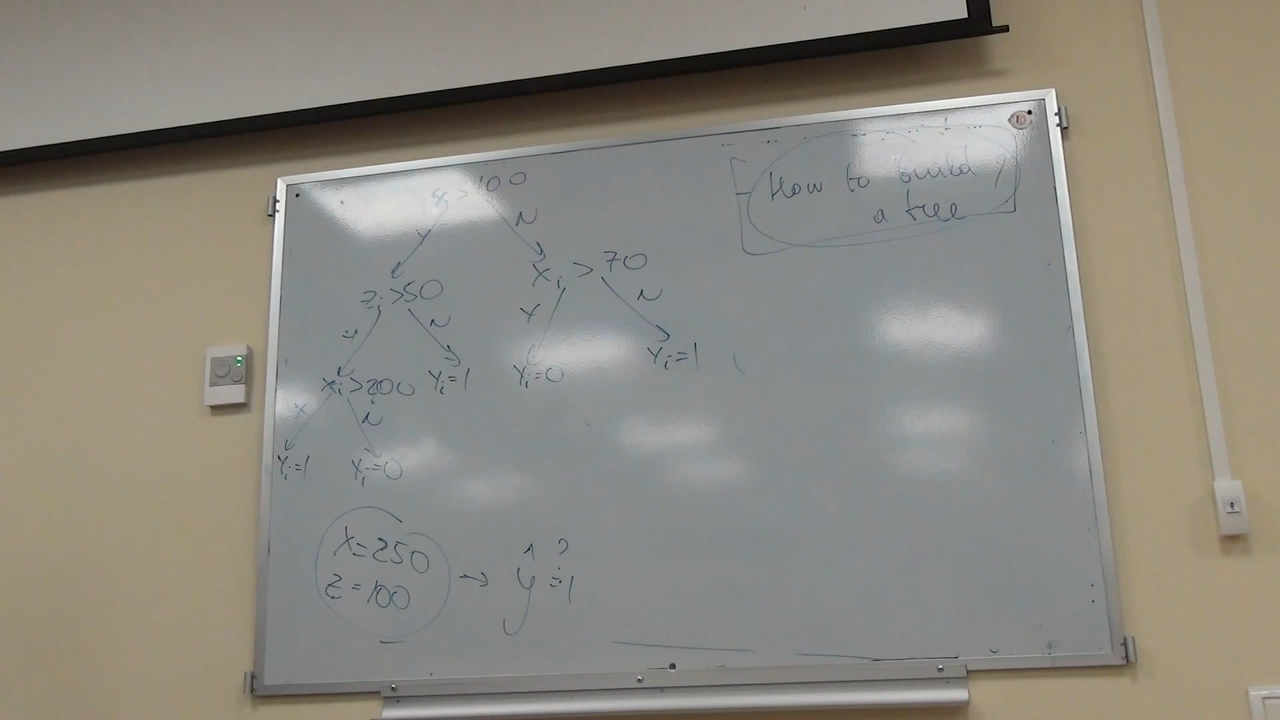 How to build ?
a tree
x > 100
Y
N
z_i > 50
x_i > 70
Y
N
Y
N
x_i > 200
y_i = 1
y_i = 0
y_i = 1
Y
N
y_i = 1
y_i = 0
x = 250
z = 100
→ ŷ ?= 1